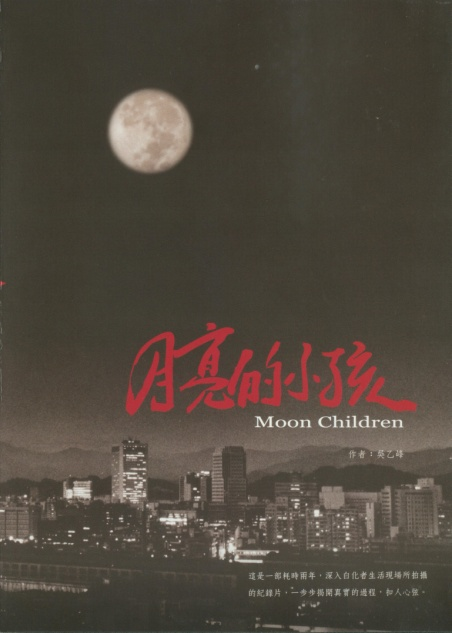 月亮的小孩
Moon Children
作者：吳乙峰
這是一部耗時兩年，深入白化者生活現場所拍攝
的紀錄片，一步步揭開真實的過程，扣人心弦。